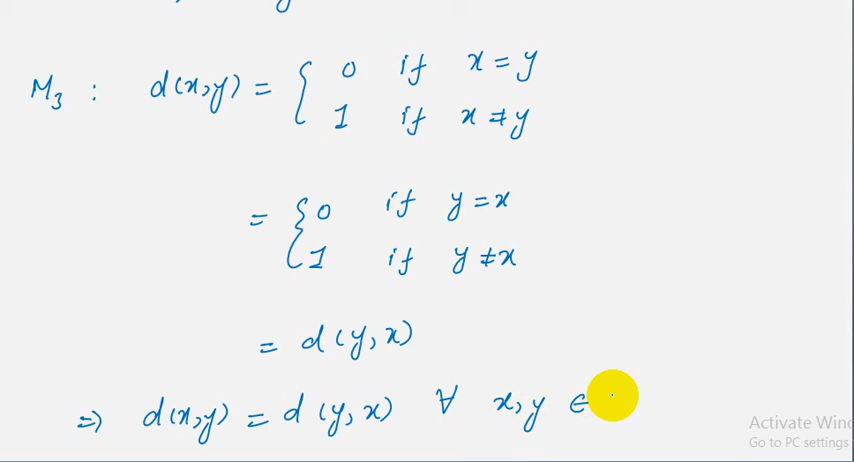 M₃ : d(x,y) = { 0 if x = y
1 if x ≠ y
= { 0 if y = x
1 if y ≠ x
= d(y,x)
⇒ d(x,y) = d(y,x) ∀ x,y ∈
Activate Wind
Go to PC settings